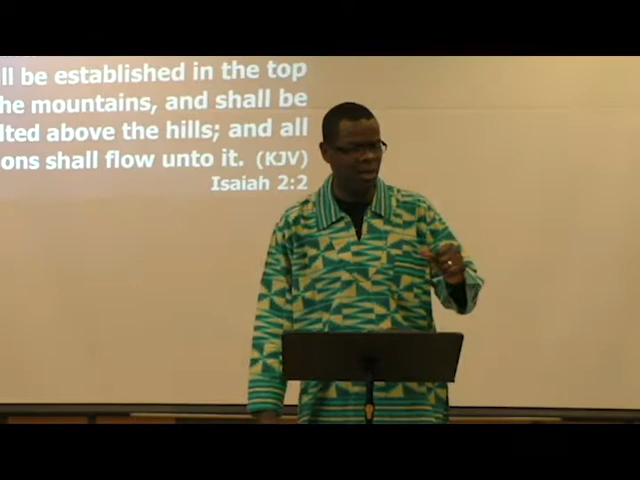 ll be established in the top
he mountains, and shall be
lted above the hills; and all
ons shall flow unto it. (KJV)
Isaiah 2:2